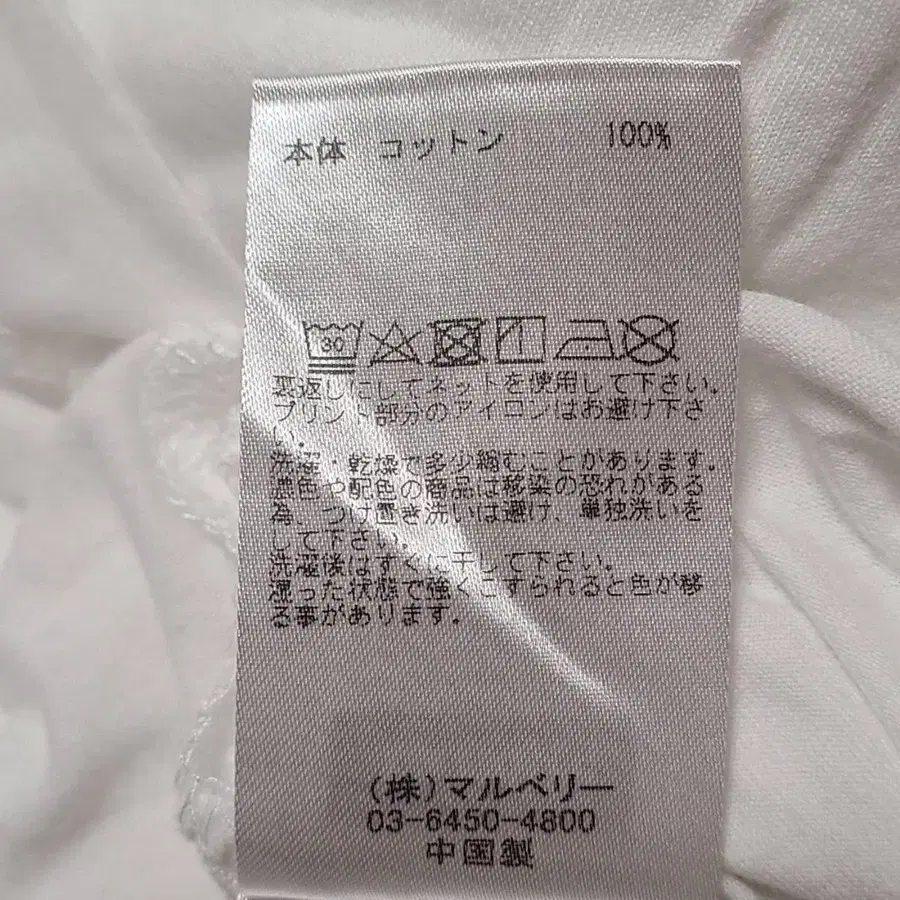 本体 コットン 100%
30
裏返しにしてネットを使用して下さい。
プリント部分のアイロンはお避け下さ
い。
洗濯・乾燥で多少縮むことがあります。
濃色や配色の商品は移染の恐れがある
為、つけ置き洗いは避け、単独洗いを
して下さい。
洗濯後はすぐに干して下さい。
湿った状態で強くこすられると色が移
る事があります。
(株)マルベリー
03-6450-4800
中国製